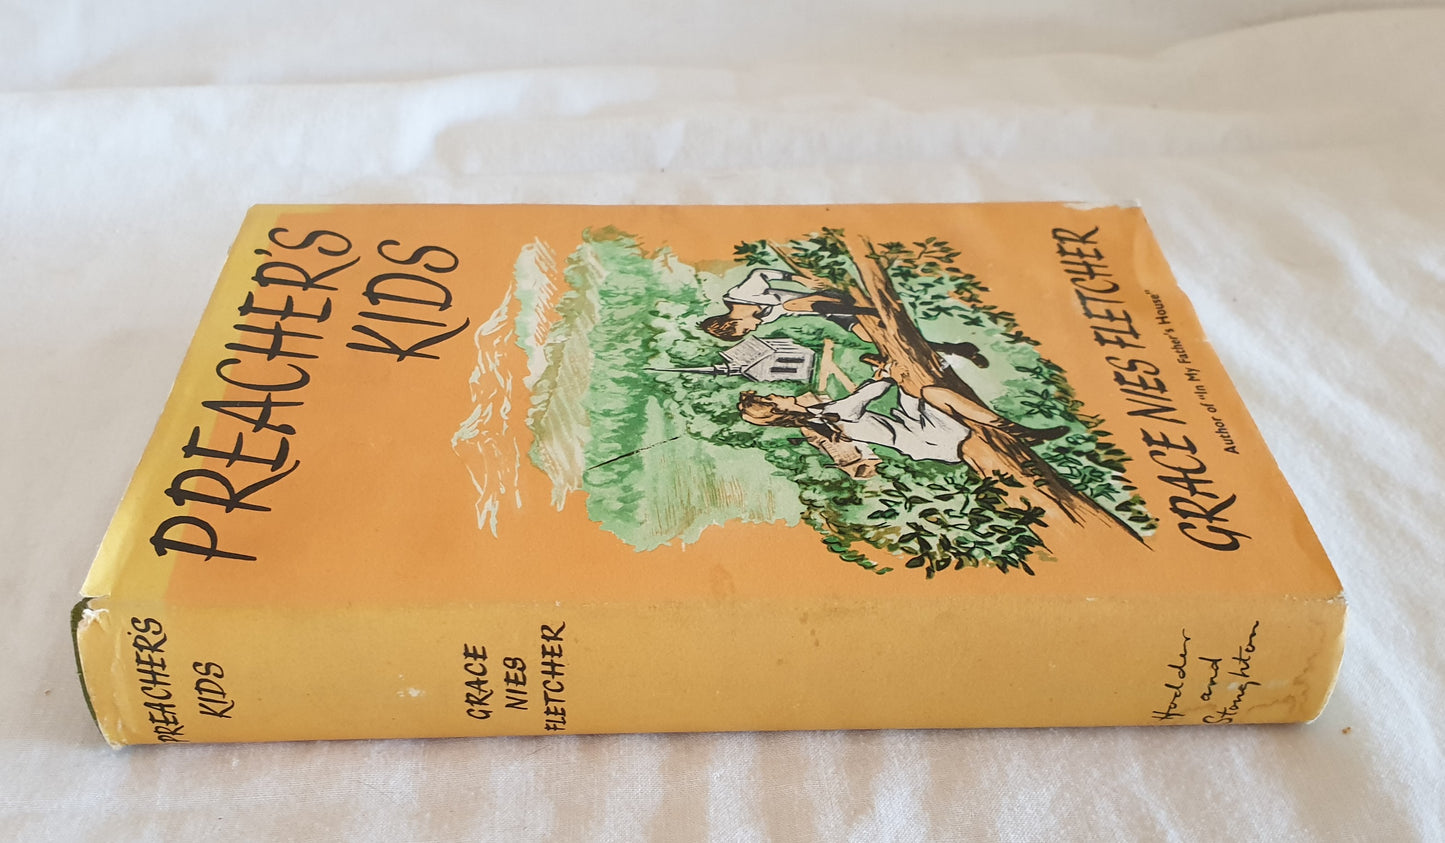 PREACHER'S
KIDS
GRACE NIES FLETCHER
Author of "In My Father's House"
PREACHER'S
KIDS
GRACE
NIES
FLETCHER
Hodder
and
Stoughton